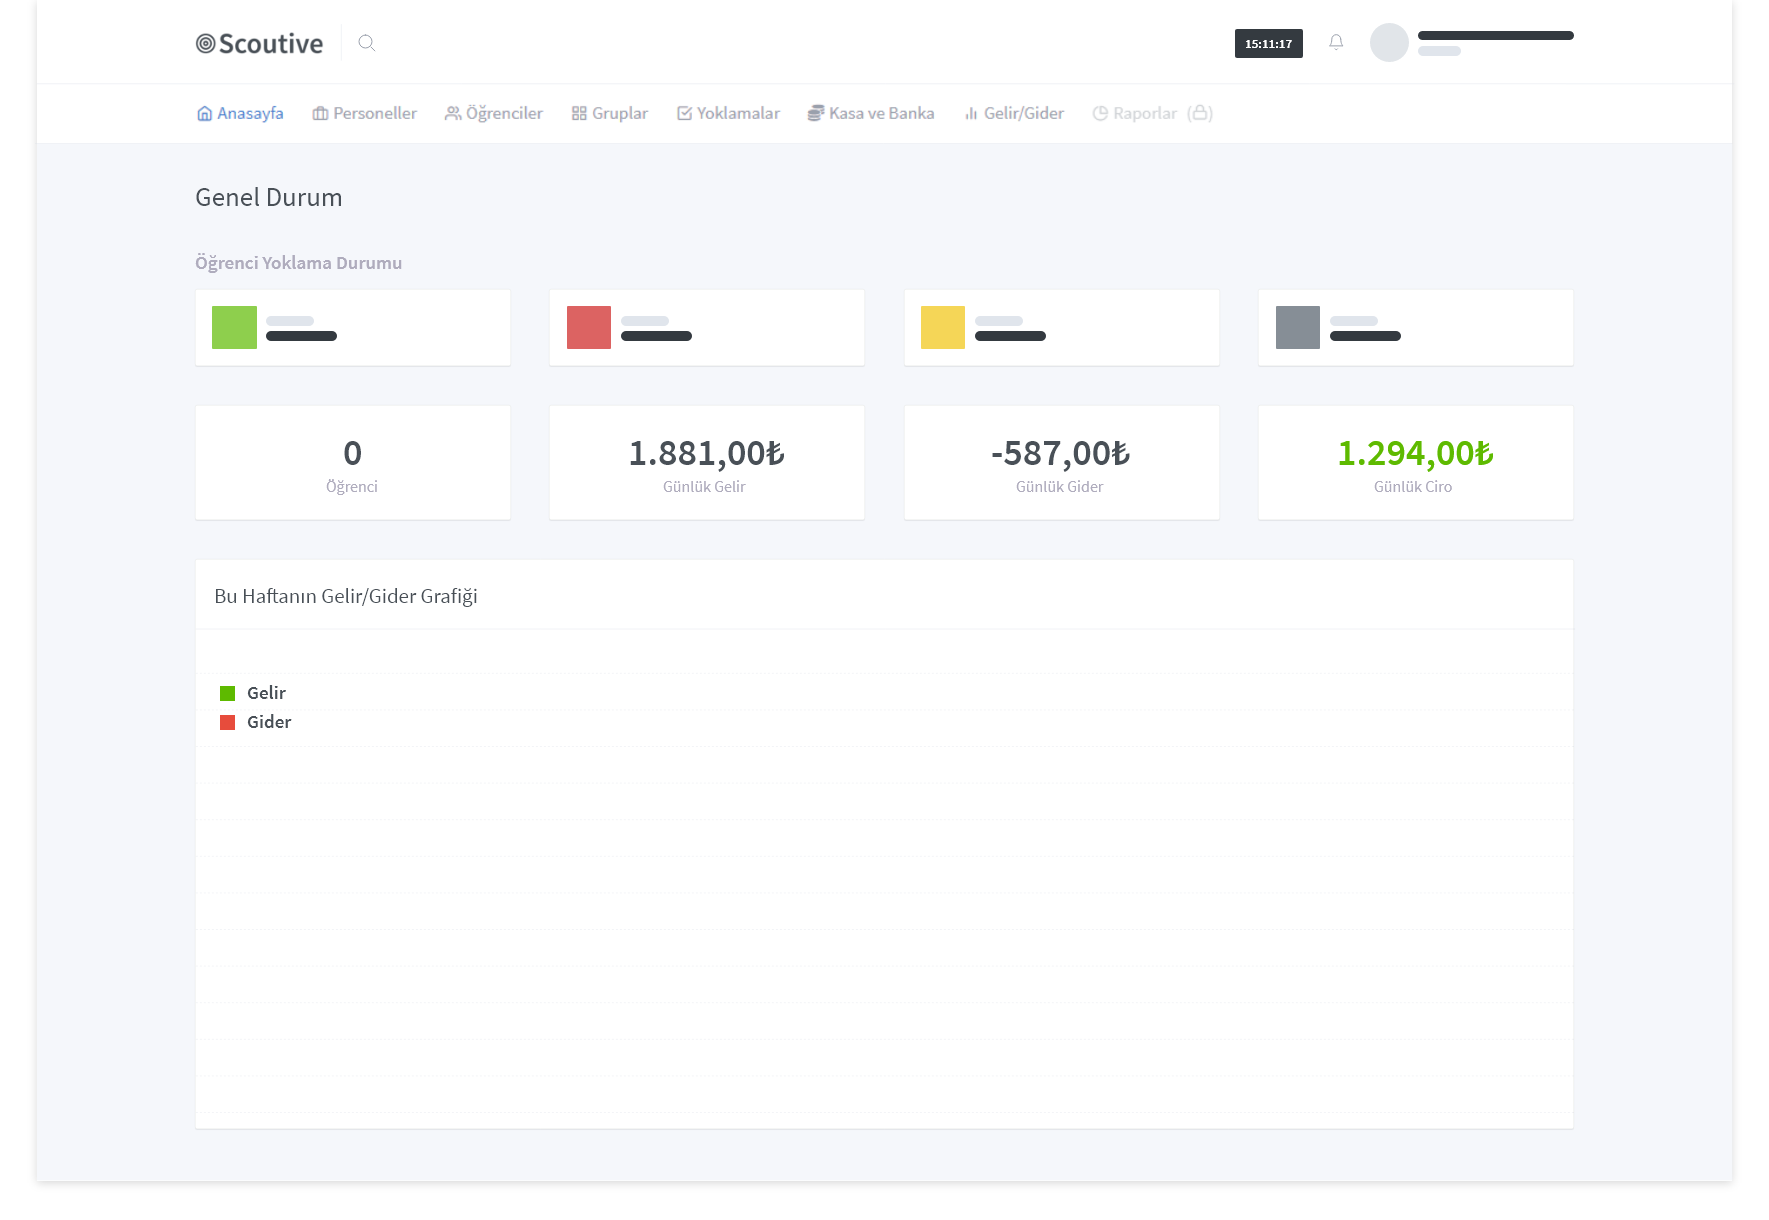 Scoutive
15:11:17
Anasayfa Personeller Öğrenciler Gruplar Yoklamalar Kasa ve Banka Gelir/Gider Raporlar ( )
Genel Durum
Öğrenci Yoklama Durumu
0
Öğrenci
1.881,00₺
Günlük Gelir
-587,00₺
Günlük Gider
1.294,00₺
Günlük Ciro
Bu Haftanın Gelir/Gider Grafiği
Gelir
Gider